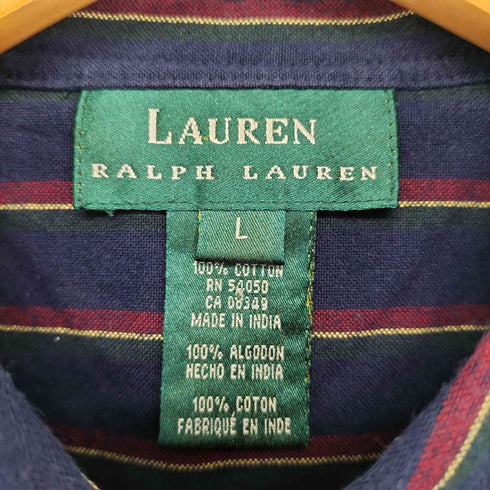 LAUREN
RALPH LAUREN
L
100% COTTON
RN 54050
CA 08349
MADE IN INDIA
100% ALGODON
HECHO EN INDIA
100% COTON
FABRIQUÉ EN INDE